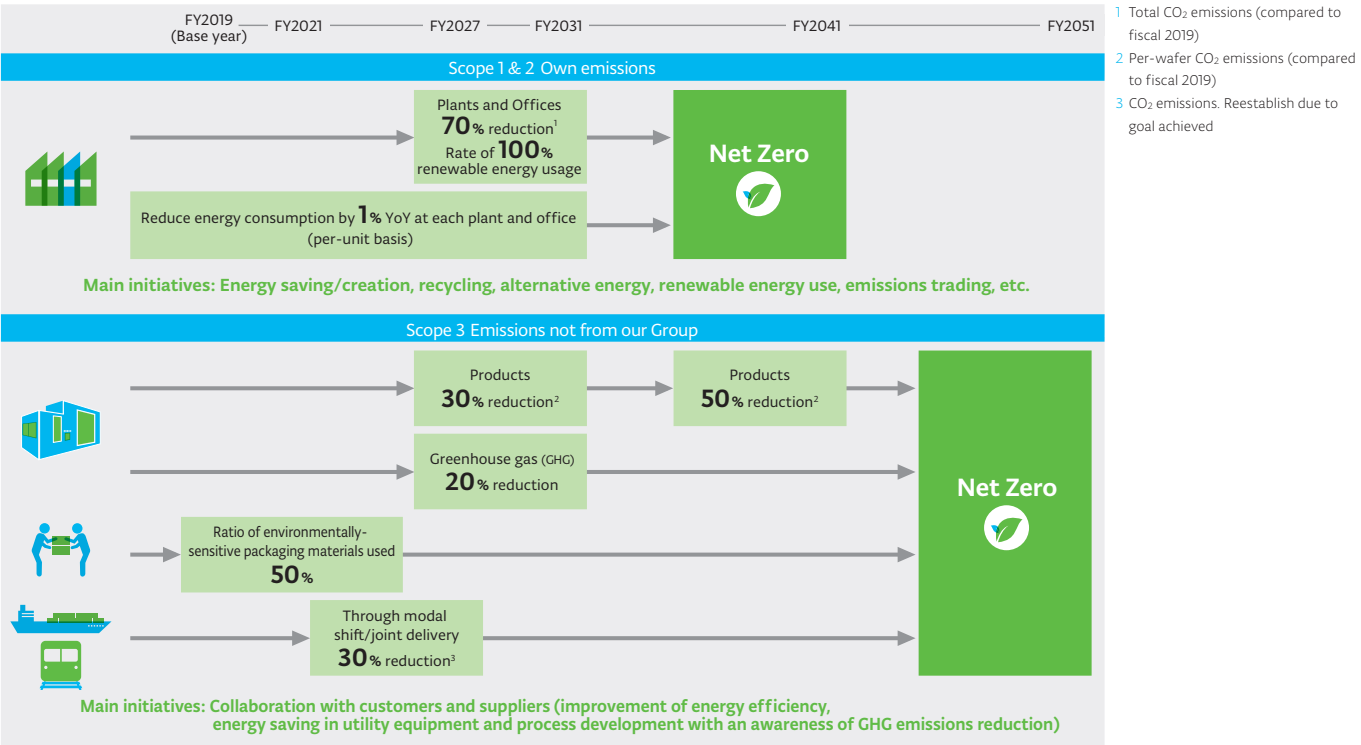 FY2019
(Base year)
FY2021
FY2027
FY2031
FY2041
FY2051
Scope 1 & 2 Own emissions
Plants and Offices
70% reduction1
Rate of 100%
renewable energy usage
Net Zero
Reduce energy consumption by 1% YoY at each plant and office
(per-unit basis)
Main initiatives: Energy saving/creation, recycling, alternative energy, renewable energy use, emissions trading, etc.
Scope 3 Emissions not from our Group
Products
30% reduction2
Products
50% reduction2
Greenhouse gas (GHG)
20% reduction
Net Zero
Ratio of environmentally-
sensitive packaging materials used
50%
Through modal
shift/joint delivery
30% reduction3
Main initiatives: Collaboration with customers and suppliers (improvement of energy efficiency,
energy saving in utility equipment and process development with an awareness of GHG emissions reduction)
1 Total CO₂ emissions (compared to
fiscal 2019)
2 Per-wafer CO₂ emissions (compared
to fiscal 2019)
3 CO₂ emissions. Reestablish due to
goal achieved